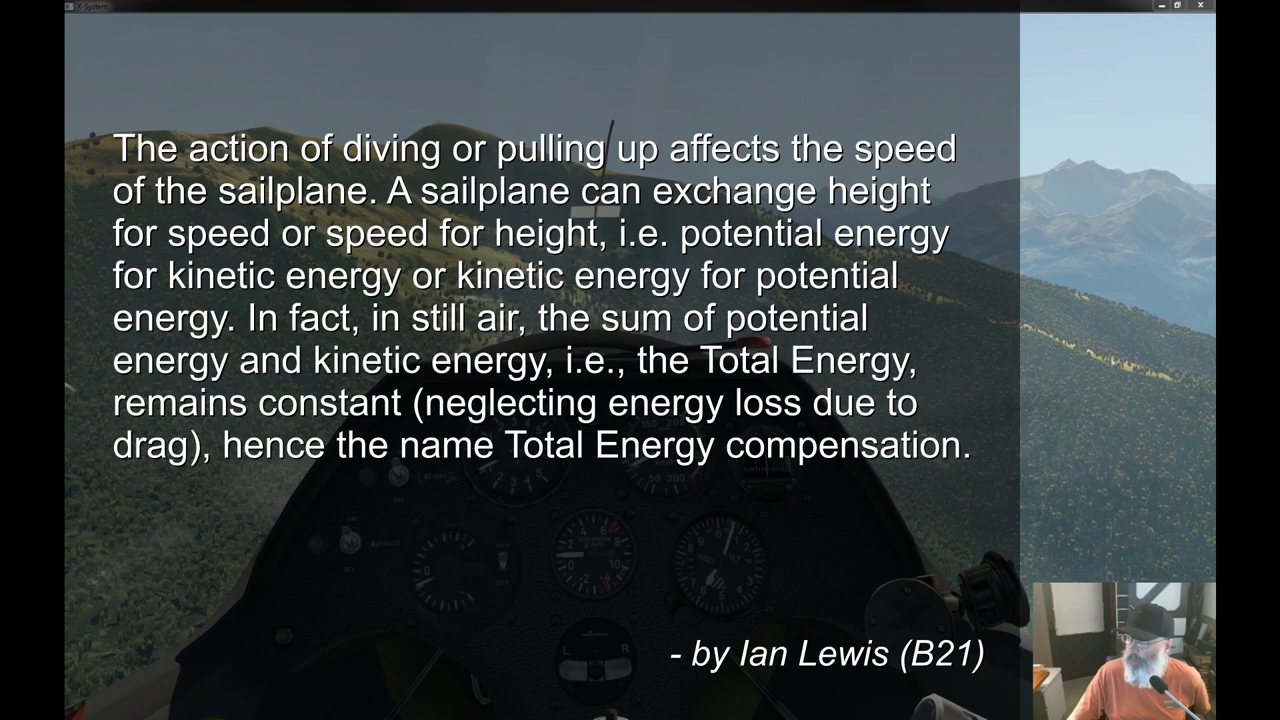 X-System
The action of diving or pulling up affects the speed
of the sailplane. A sailplane can exchange height
for speed or speed for height, i.e. potential energy
for kinetic energy or kinetic energy for potential
energy. In fact, in still air, the sum of potential
energy and kinetic energy, i.e., the Total Energy,
remains constant (neglecting energy loss due to
drag), hence the name Total Energy compensation.
L R
- by Ian Lewis (B21)